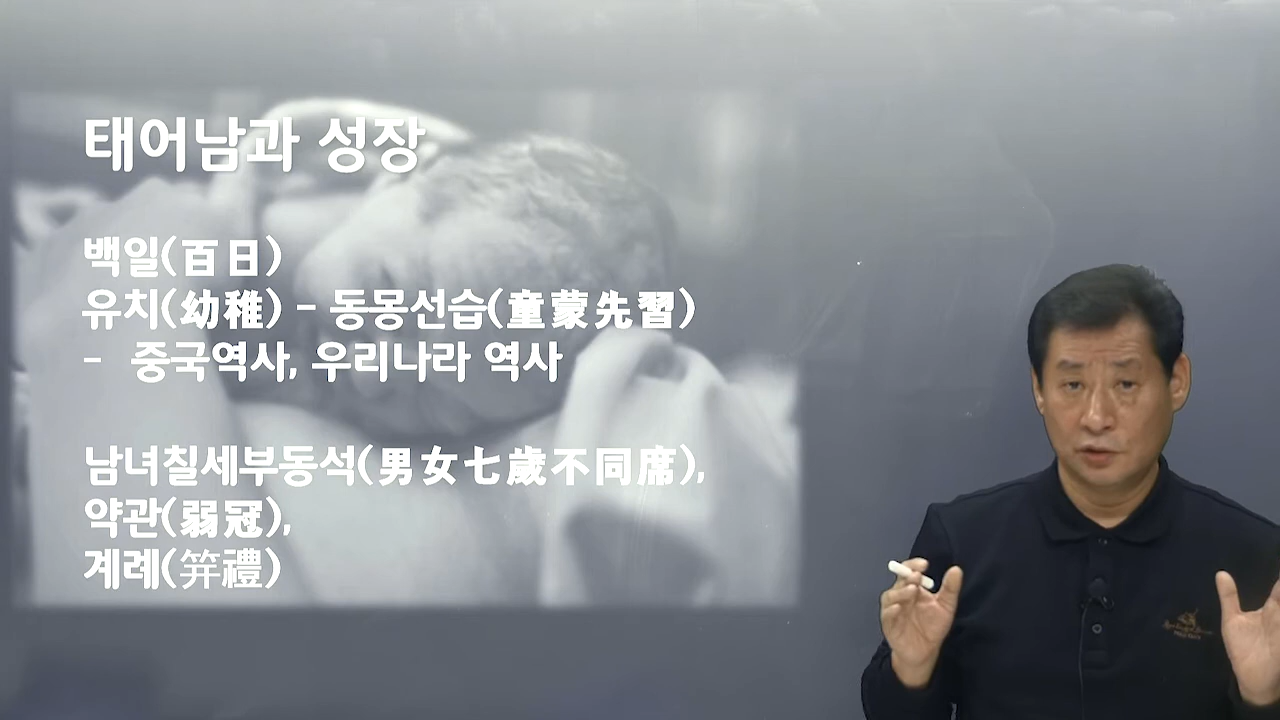 태어남과 성장
백일(百日)
유치(幼稚) - 동몽선습(童蒙先習)
- 중국역사, 우리나라 역사
남녀칠세부동석(男女七歲不同席),
약관(弱冠),
계례(筓禮)